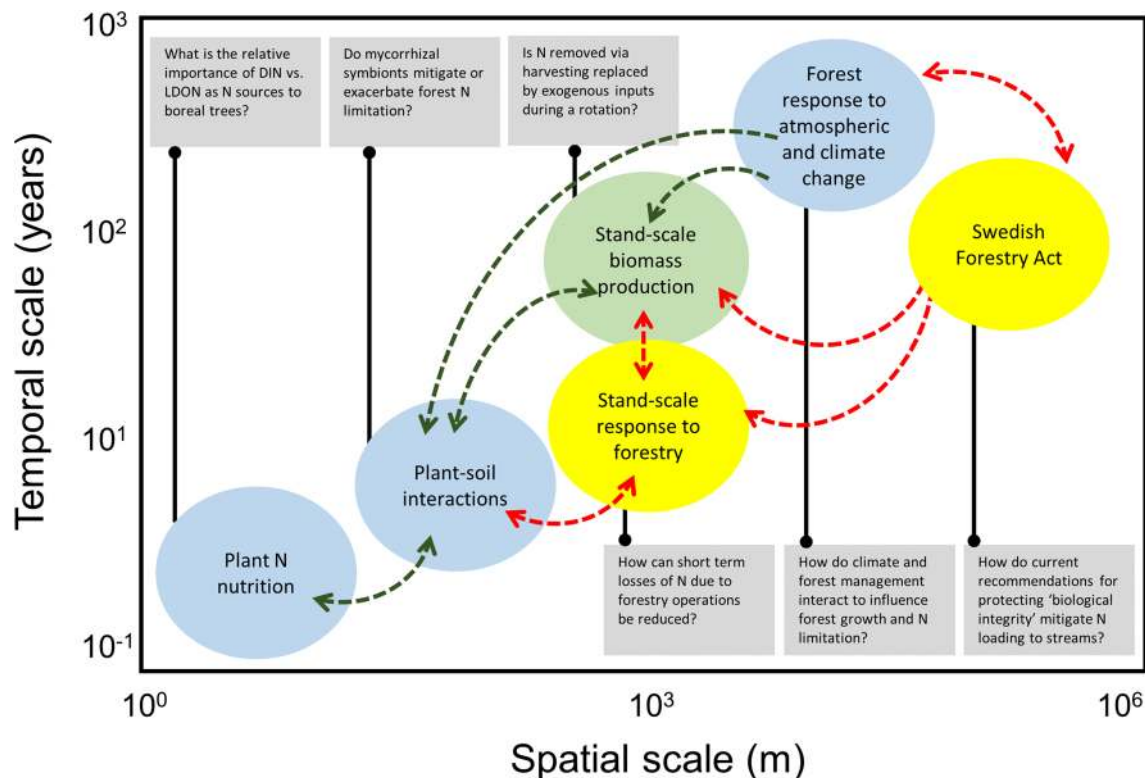 10³
What is the relative
importance of DIN vs.
LDON as N sources to
boreal trees?
Do mycorrhizal
symbionts mitigate or
exacerbate forest N
limitation?
Is N removed via
harvesting replaced
by exogenous inputs
during a rotation?
Forest
response to
atmospheric
and climate
change
10²
Stand-scale
biomass
production
Swedish
Forestry Act
Temporal scale (years)
10¹
Stand-scale
response to
forestry
Plant-soil
interactions
Plant N
nutrition
How can short term
losses of N due to
forestry operations
be reduced?
How do climate and
forest management
interact to influence
forest growth and N
limitation?
How do current
recommendations for
protecting ‘biological
integrity’ mitigate N
loading to streams?
10⁻¹
10⁰
10³
10⁶
Spatial scale (m)